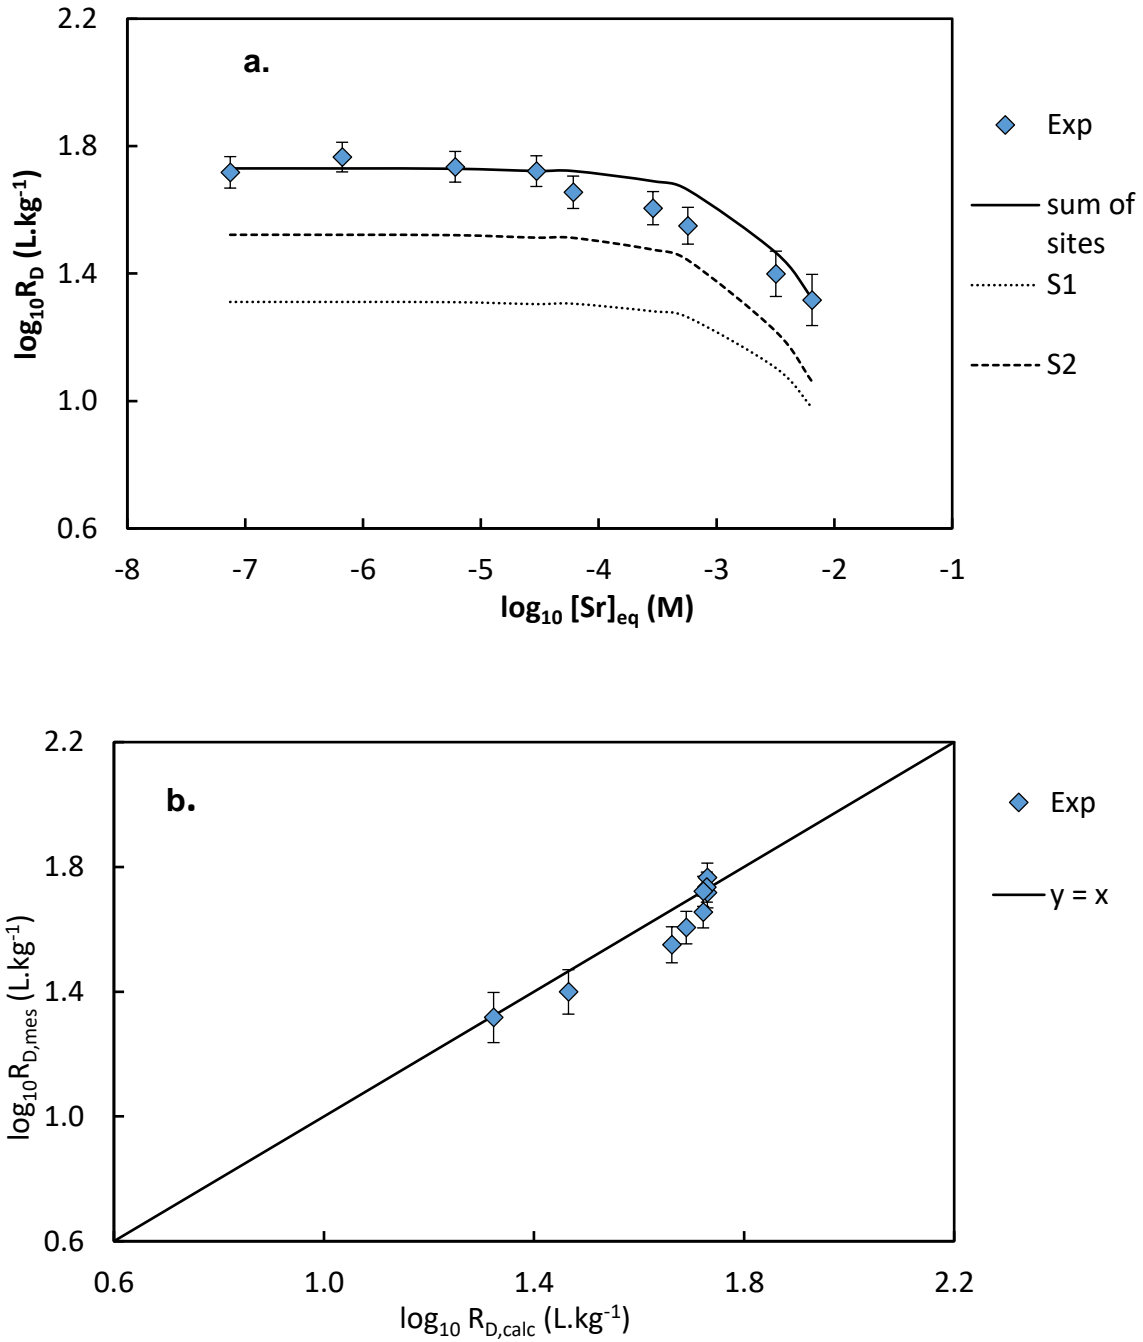 a.
2.2
1.8
1.4
1.0
0.6
log₁₀R_D (L.kg⁻¹)
-8 -7 -6 -5 -4 -3 -2 -1
log₁₀ [Sr]eq (M)
Exp
sum of
sites
S1
S2
b.
2.2
1.8
1.4
1.0
0.6
log₁₀R_D,mes (L.kg⁻¹)
0.6 1.0 1.4 1.8 2.2
log₁₀ R_D,calc (L.kg⁻¹)
Exp
y = x